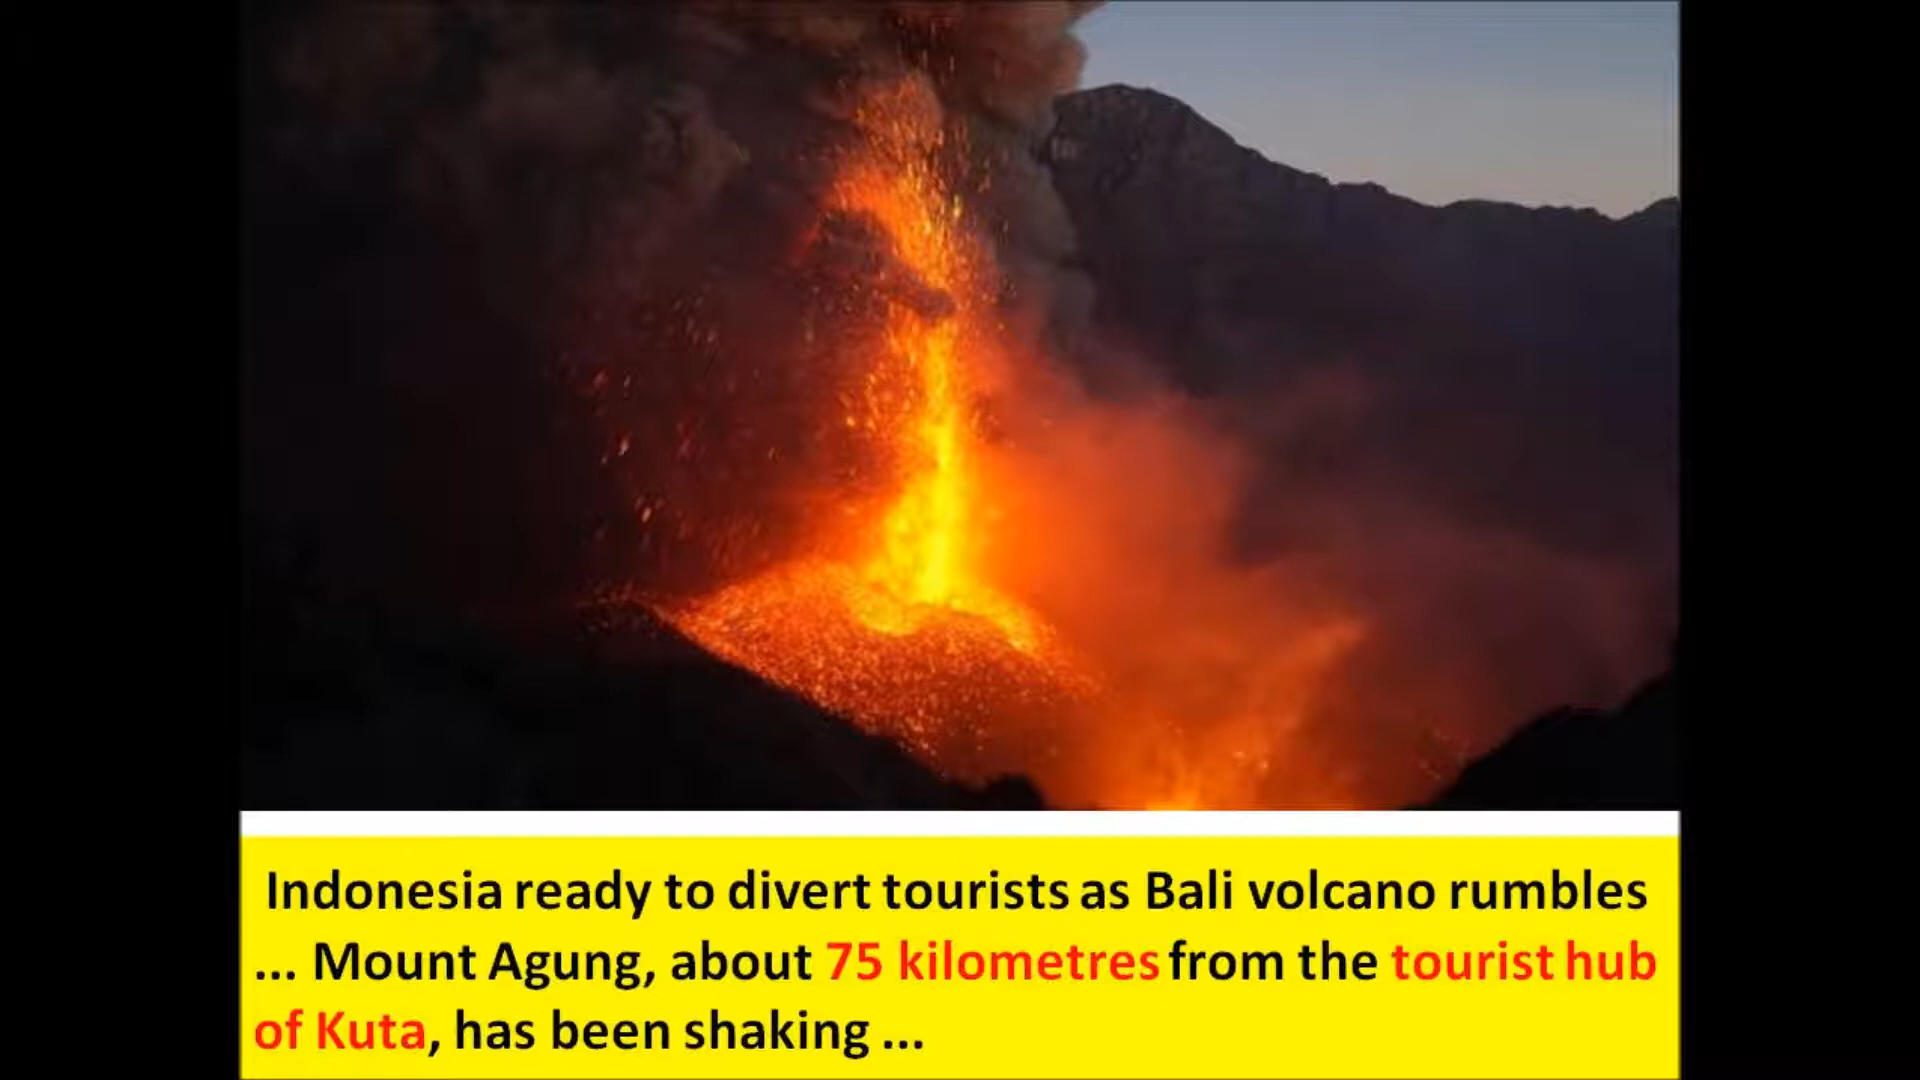 Indonesia ready to divert tourists as Bali volcano rumbles
... Mount Agung, about 75 kilometres from the tourist hub
of Kuta, has been shaking ...